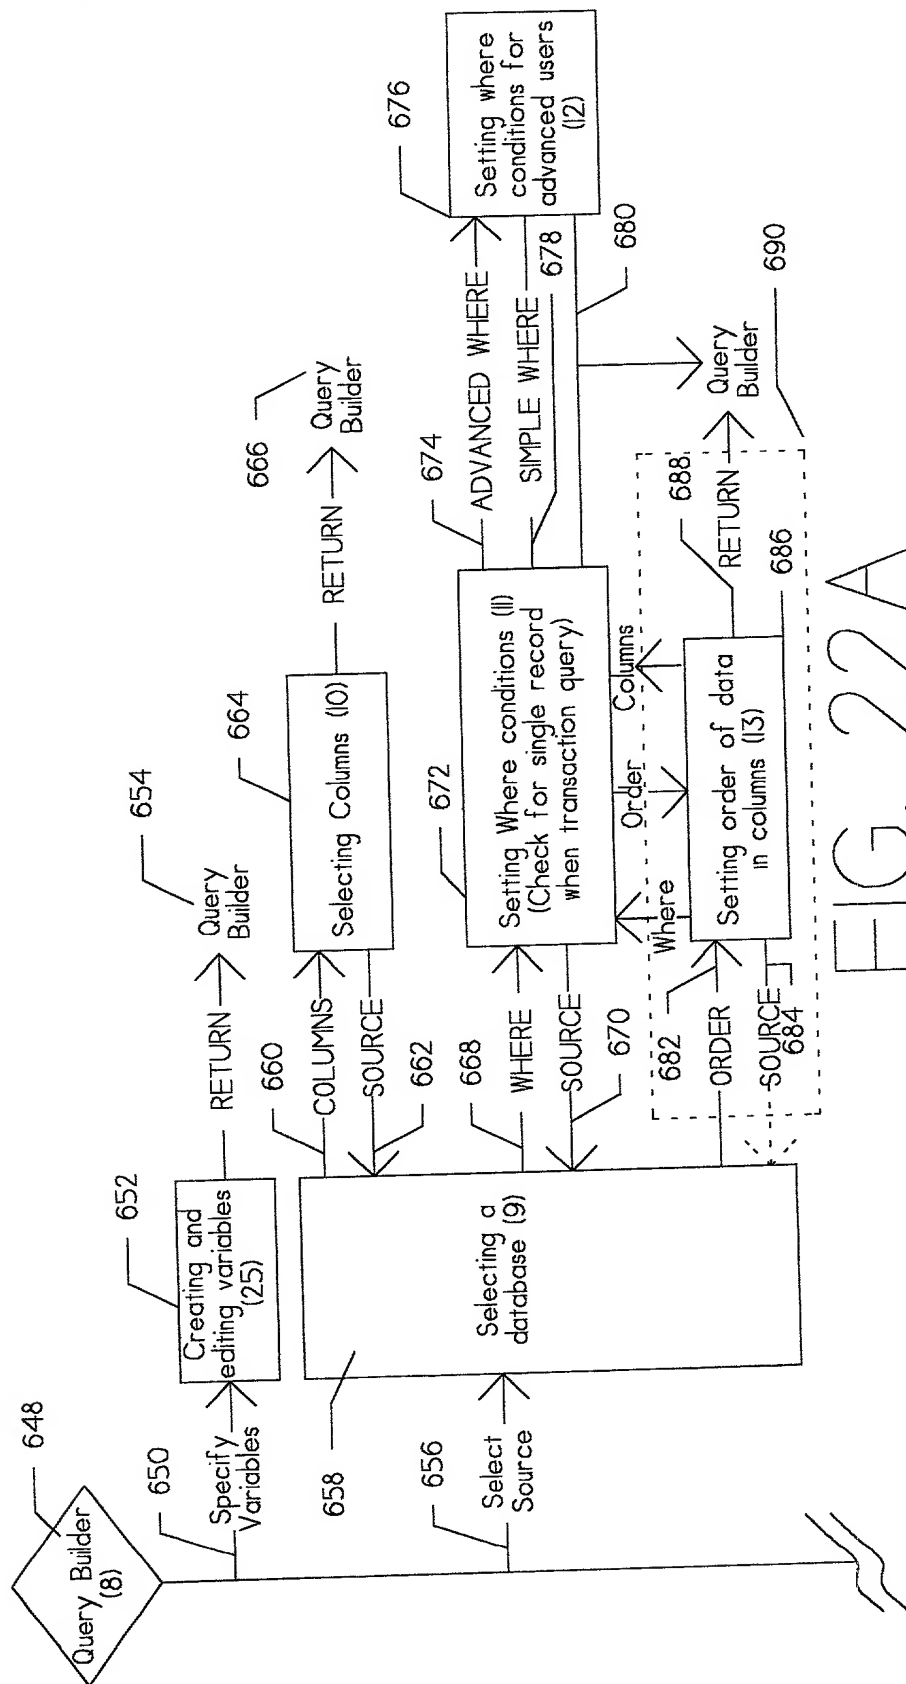 Query Builder
(8)
648
650
Specify
Variables
652
Creating and
editing variables
(25)
RETURN
654
Query
Builder
656
Select
Source
658
Selecting a
database (9)
660
COLUMNS
SOURCE
662
664
Selecting Columns (10)
RETURN
666
Query
Builder
668
WHERE
SOURCE
670
672
Setting Where conditions (11)
(Check for single record
when transaction query)
674
ADVANCED WHERE
SIMPLE WHERE
678
676
Setting where
conditions for
advanced users
(12)
680
Query
Builder
Where
Order
Columns
682
ORDER
SOURCE
684
Setting order of data
in columns (13)
686
688
RETURN
690
FIG. 22A